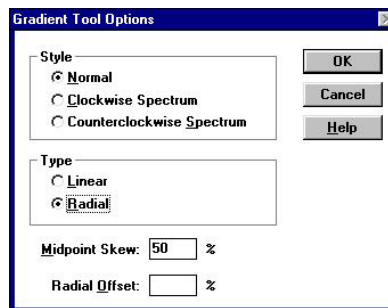 Gradient Tool Options
Style
Normal
Clockwise Spectrum
Counterclockwise Spectrum
OK
Cancel
Help
Type
Linear
Radial
Midpoint Skew: 50 %
Radial Offset: %